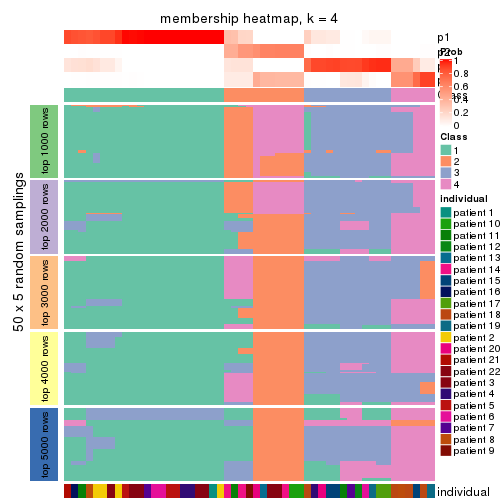 membership heatmap, k = 4
p1
p2
Prob
1
0.8
0.6
0.4
0.2
0
Class
1
2
3
4
Individual
patient 1
patient 10
patient 11
patient 12
patient 13
patient 14
patient 15
patient 16
patient 17
patient 18
patient 19
patient 2
patient 20
patient 21
patient 22
patient 3
patient 4
patient 5
patient 6
patient 7
patient 8
patient 9
50 x 5 random samplings
top 1000 rows
top 2000 rows
top 3000 rows
top 4000 rows
top 5000 rows
individual